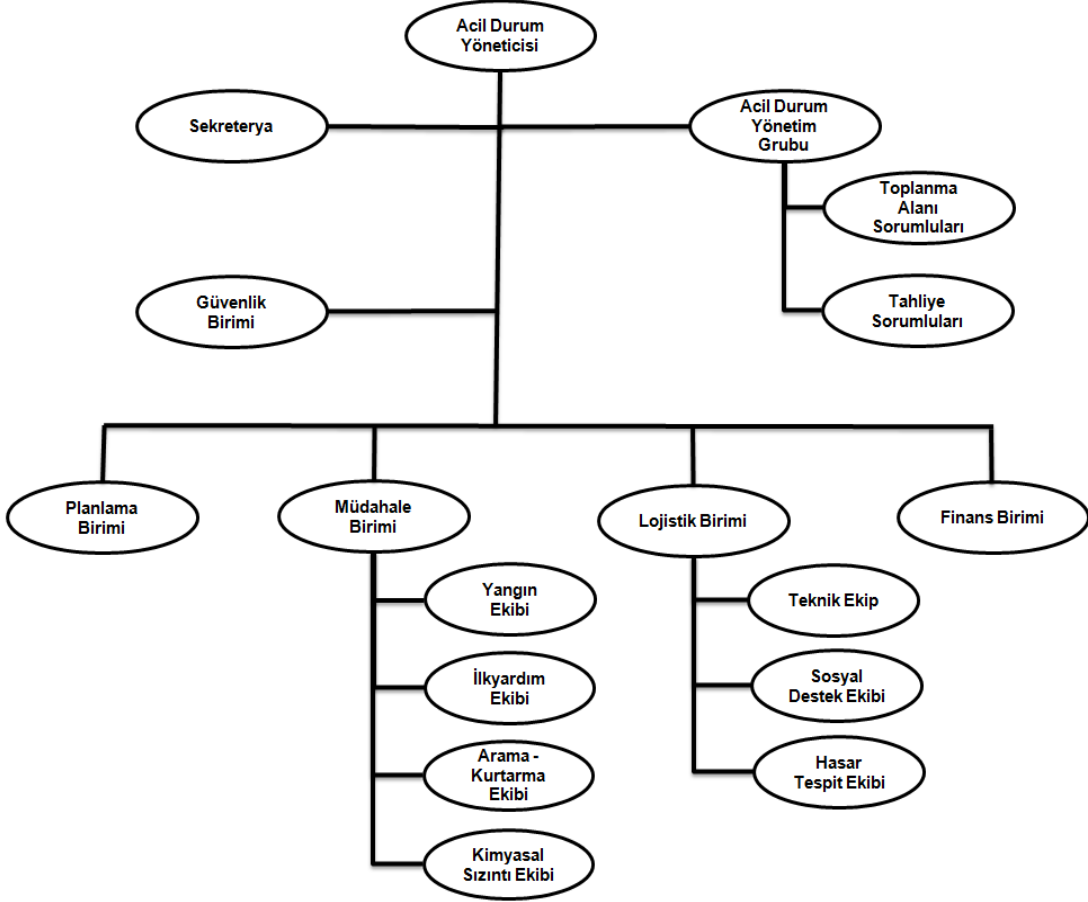 Acil Durum
Yöneticisi
Sekreterya
Acil Durum
Yönetim
Grubu
Toplanma
Alanı
Sorumluları
Güvenlik
Birimi
Tahliye
Sorumluları
Planlama
Birimi
Müdahale
Birimi
Lojistik Birimi
Finans Birimi
Yangın
Ekibi
İlkyardım
Ekibi
Arama -
Kurtarma
Ekibi
Kimyasal
Sızıntı Ekibi
Teknik Ekip
Sosyal
Destek Ekibi
Hasar
Tespit Ekibi